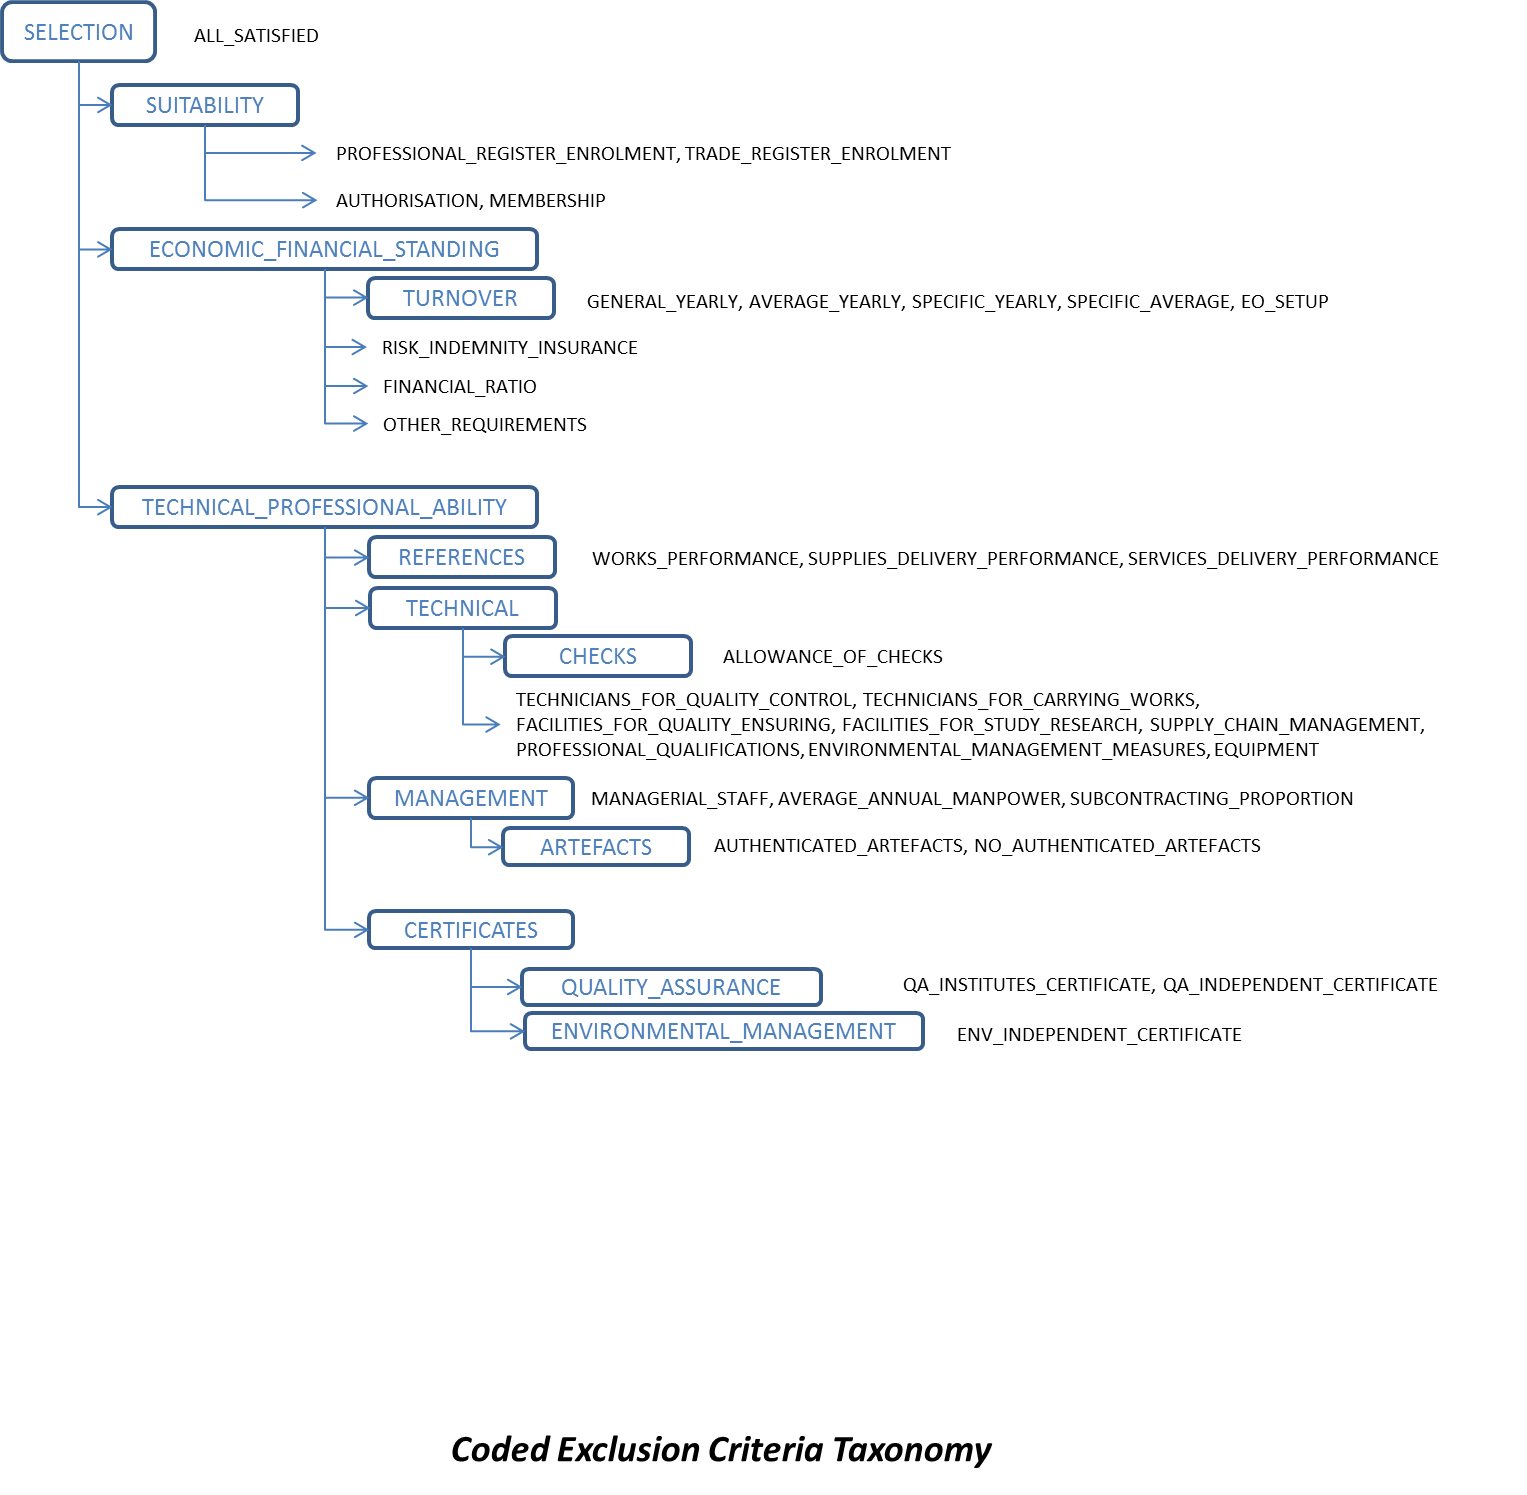 SELECTION
ALL_SATISFIED
SUITABILITY
PROFESSIONAL_REGISTER_ENROLMENT, TRADE_REGISTER_ENROLMENT
AUTHORISATION, MEMBERSHIP
ECONOMIC_FINANCIAL_STANDING
TURNOVER
GENERAL_YEARLY, AVERAGE_YEARLY, SPECIFIC_YEARLY, SPECIFIC_AVERAGE, EO_SETUP
RISK_INDEMNITY_INSURANCE
FINANCIAL_RATIO
OTHER_REQUIREMENTS
TECHNICAL_PROFESSIONAL_ABILITY
REFERENCES
WORKS_PERFORMANCE, SUPPLIES_DELIVERY_PERFORMANCE, SERVICES_DELIVERY_PERFORMANCE
TECHNICAL
CHECKS
ALLOWANCE_OF_CHECKS
TECHNICIANS_FOR_QUALITY_CONTROL, TECHNICIANS_FOR_CARRYING_WORKS,
FACILITIES_FOR_QUALITY_ENSURING, FACILITIES_FOR_STUDY_RESEARCH, SUPPLY_CHAIN_MANAGEMENT,
PROFESSIONAL_QUALIFICATIONS, ENVIRONMENTAL_MANAGEMENT_MEASURES, EQUIPMENT
MANAGEMENT
MANAGERIAL_STAFF, AVERAGE_ANNUAL_MANPOWER, SUBCONTRACTING_PROPORTION
ARTEFACTS
AUTHENTICATED_ARTEFACTS, NO_AUTHENTICATED_ARTEFACTS
CERTIFICATES
QUALITY_ASSURANCE
QA_INSTITUTES_CERTIFICATE, QA_INDEPENDENT_CERTIFICATE
ENVIRONMENTAL_MANAGEMENT
ENV_INDEPENDENT_CERTIFICATE
Coded Exclusion Criteria Taxonomy